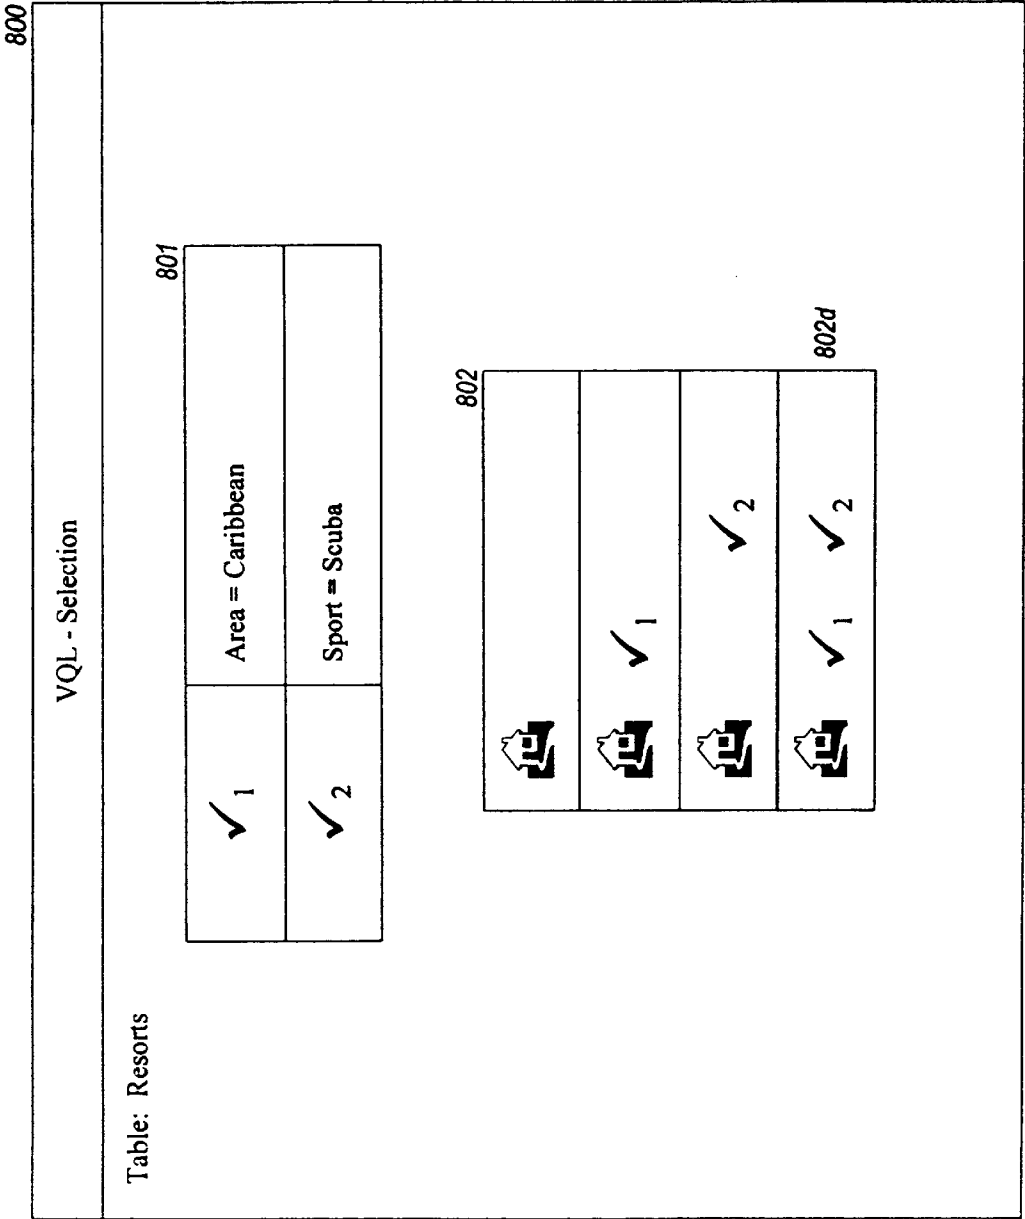 800
VQL - Selection
Table: Resorts
801
✓1 Area = Caribbean
✓2 Sport = Scuba
802
✓1
✓2
✓1 ✓2
802d